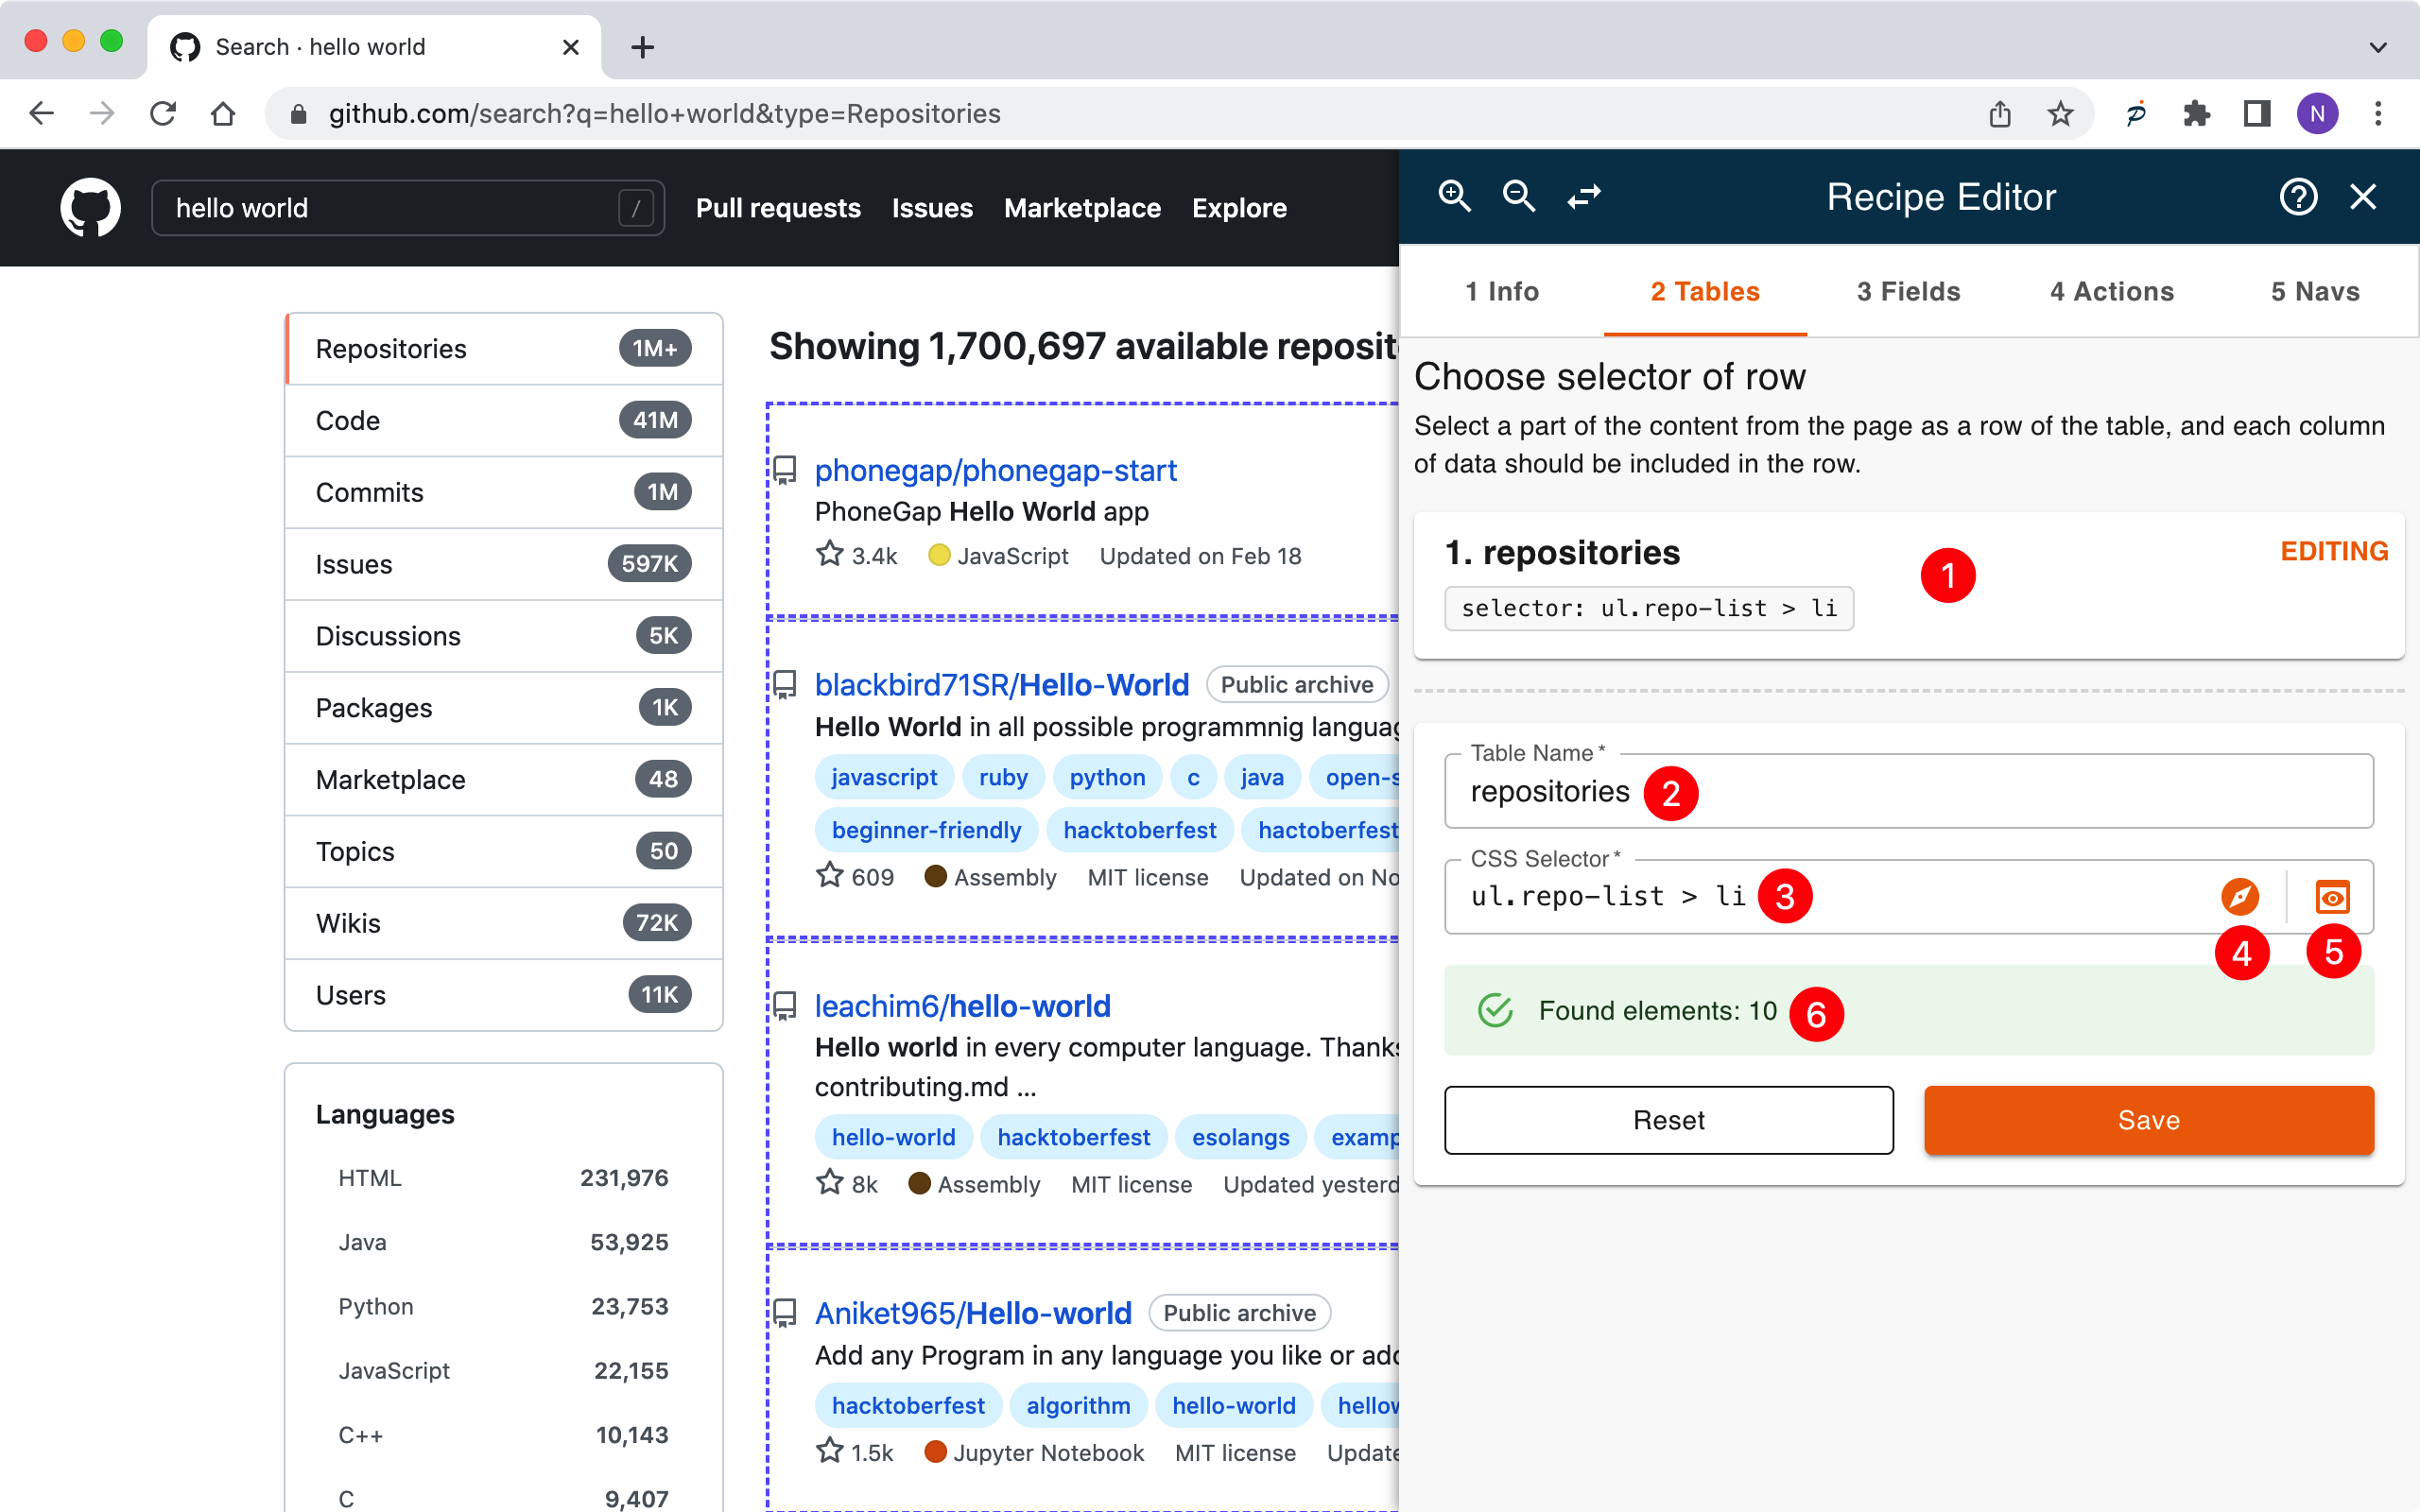 Search · hello world
github.com/search?q=hello+world&type=Repositories
N
hello world /
Pull requests Issues Marketplace Explore
Repositories 1M+
Code 41M
Commits 1M
Issues 597K
Discussions 5K
Packages 1K
Marketplace 48
Topics 50
Wikis 72K
Users 11K
Languages
HTML 231,976
Java 53,925
Python 23,753
JavaScript 22,155
C++ 10,143
C 9,407
Showing 1,700,697 available reposit
phonegap/phonegap-start
PhoneGap Hello World app
3.4k JavaScript Updated on Feb 18
blackbird71SR/Hello-World Public archive
Hello World in all possible programmnig languag
javascript ruby python c java open-s
beginner-friendly hacktoberfest hactoberfest
609 Assembly MIT license Updated on No
leachim6/hello-world
Hello world in every computer language. Thanks
contributing.md ...
hello-world hacktoberfest esolangs examp
8k Assembly MIT license Updated yesterd
Aniket965/Hello-world Public archive
Add any Program in any language you like or add
hacktoberfest algorithm hello-world hellow
1.5k Jupyter Notebook MIT license Update
Recipe Editor
1 Info 2 Tables 3 Fields 4 Actions 5 Navs
Choose selector of row
Select a part of the content from the page as a row of the table, and each column
of data should be included in the row.
1. repositories EDITING
1
selector: ul.repo-list > li
Table Name *
repositories 2
CSS Selector *
ul.repo-list > li 3
4 5
Found elements: 10 6
Reset Save